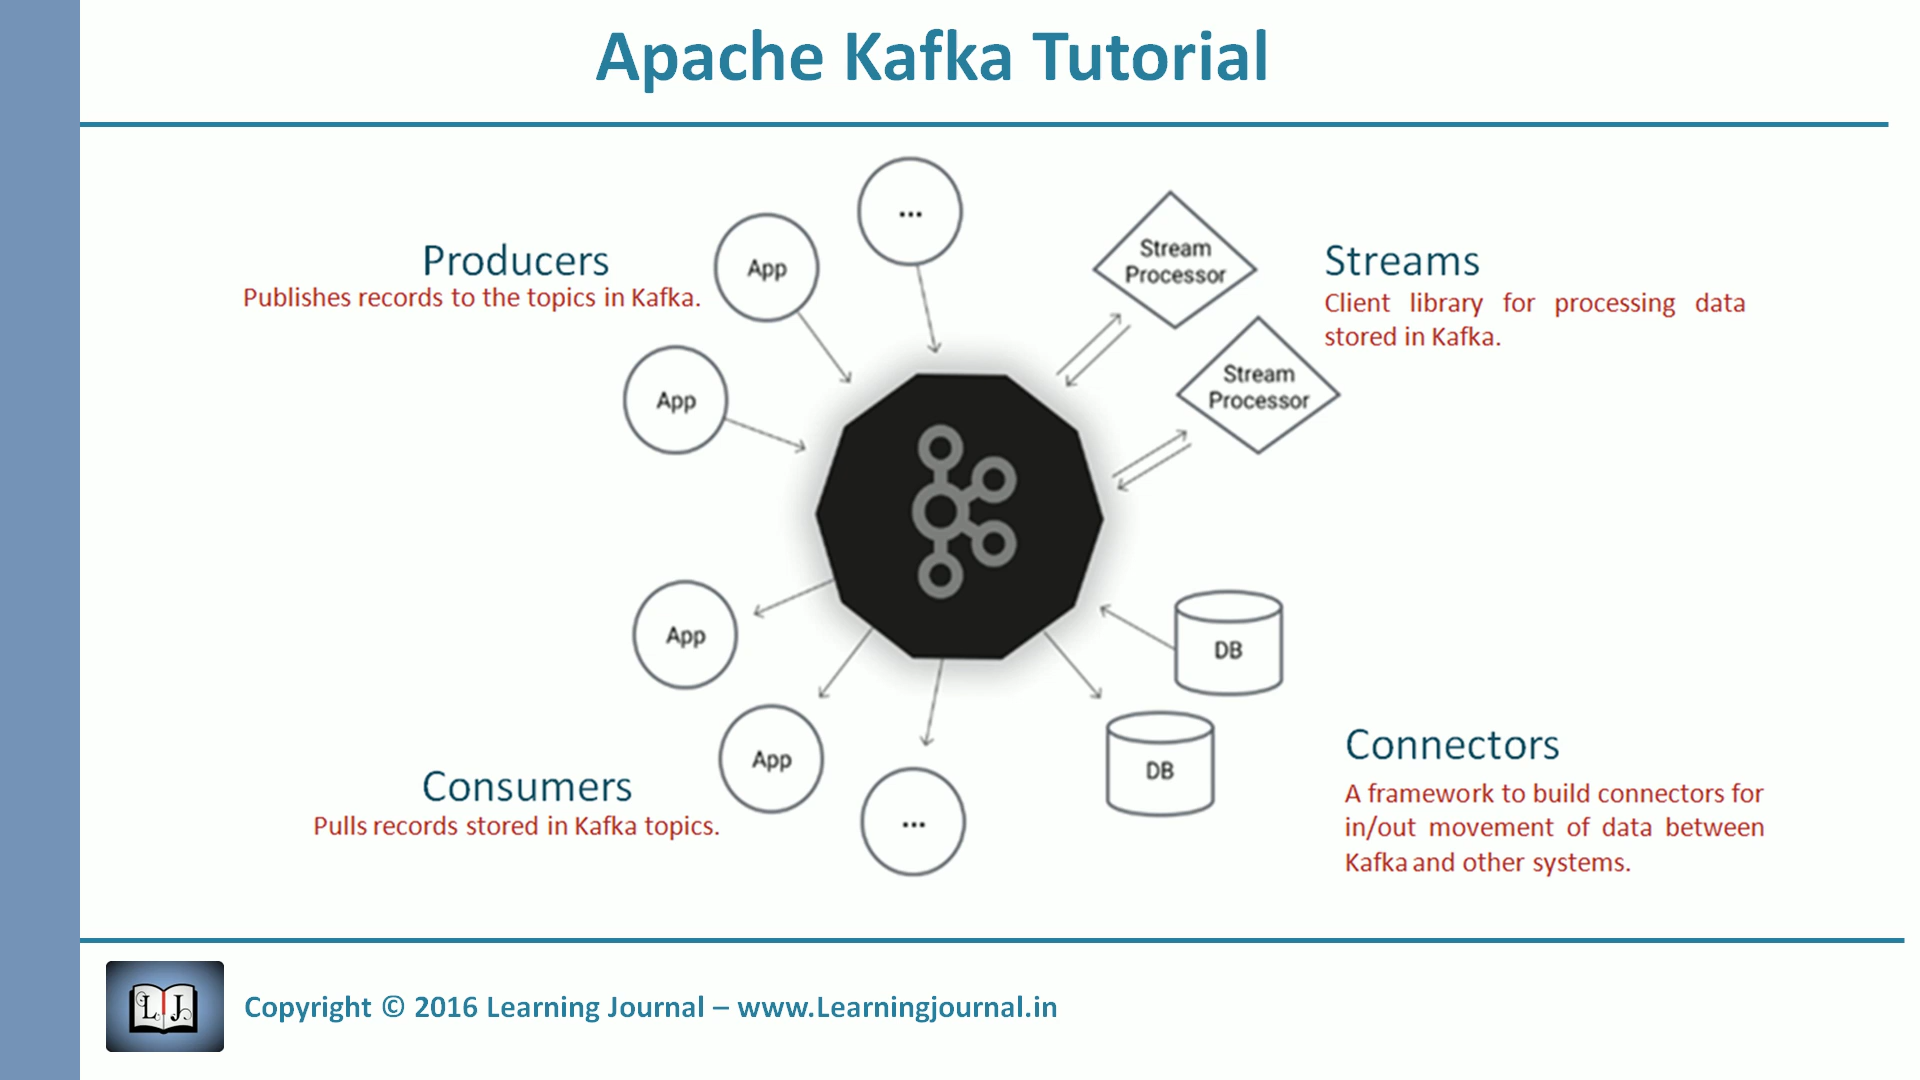 Apache Kafka Tutorial
...
App
Producers
Publishes records to the topics in Kafka.
App
Stream
Processor
Streams
Client library for processing data
stored in Kafka.
Stream
Processor
App
App
...
Consumers
Pulls records stored in Kafka topics.
DB
DB
Connectors
A framework to build connectors for
in/out movement of data between
Kafka and other systems.
L J
Copyright © 2016 Learning Journal – www.Learningjournal.in